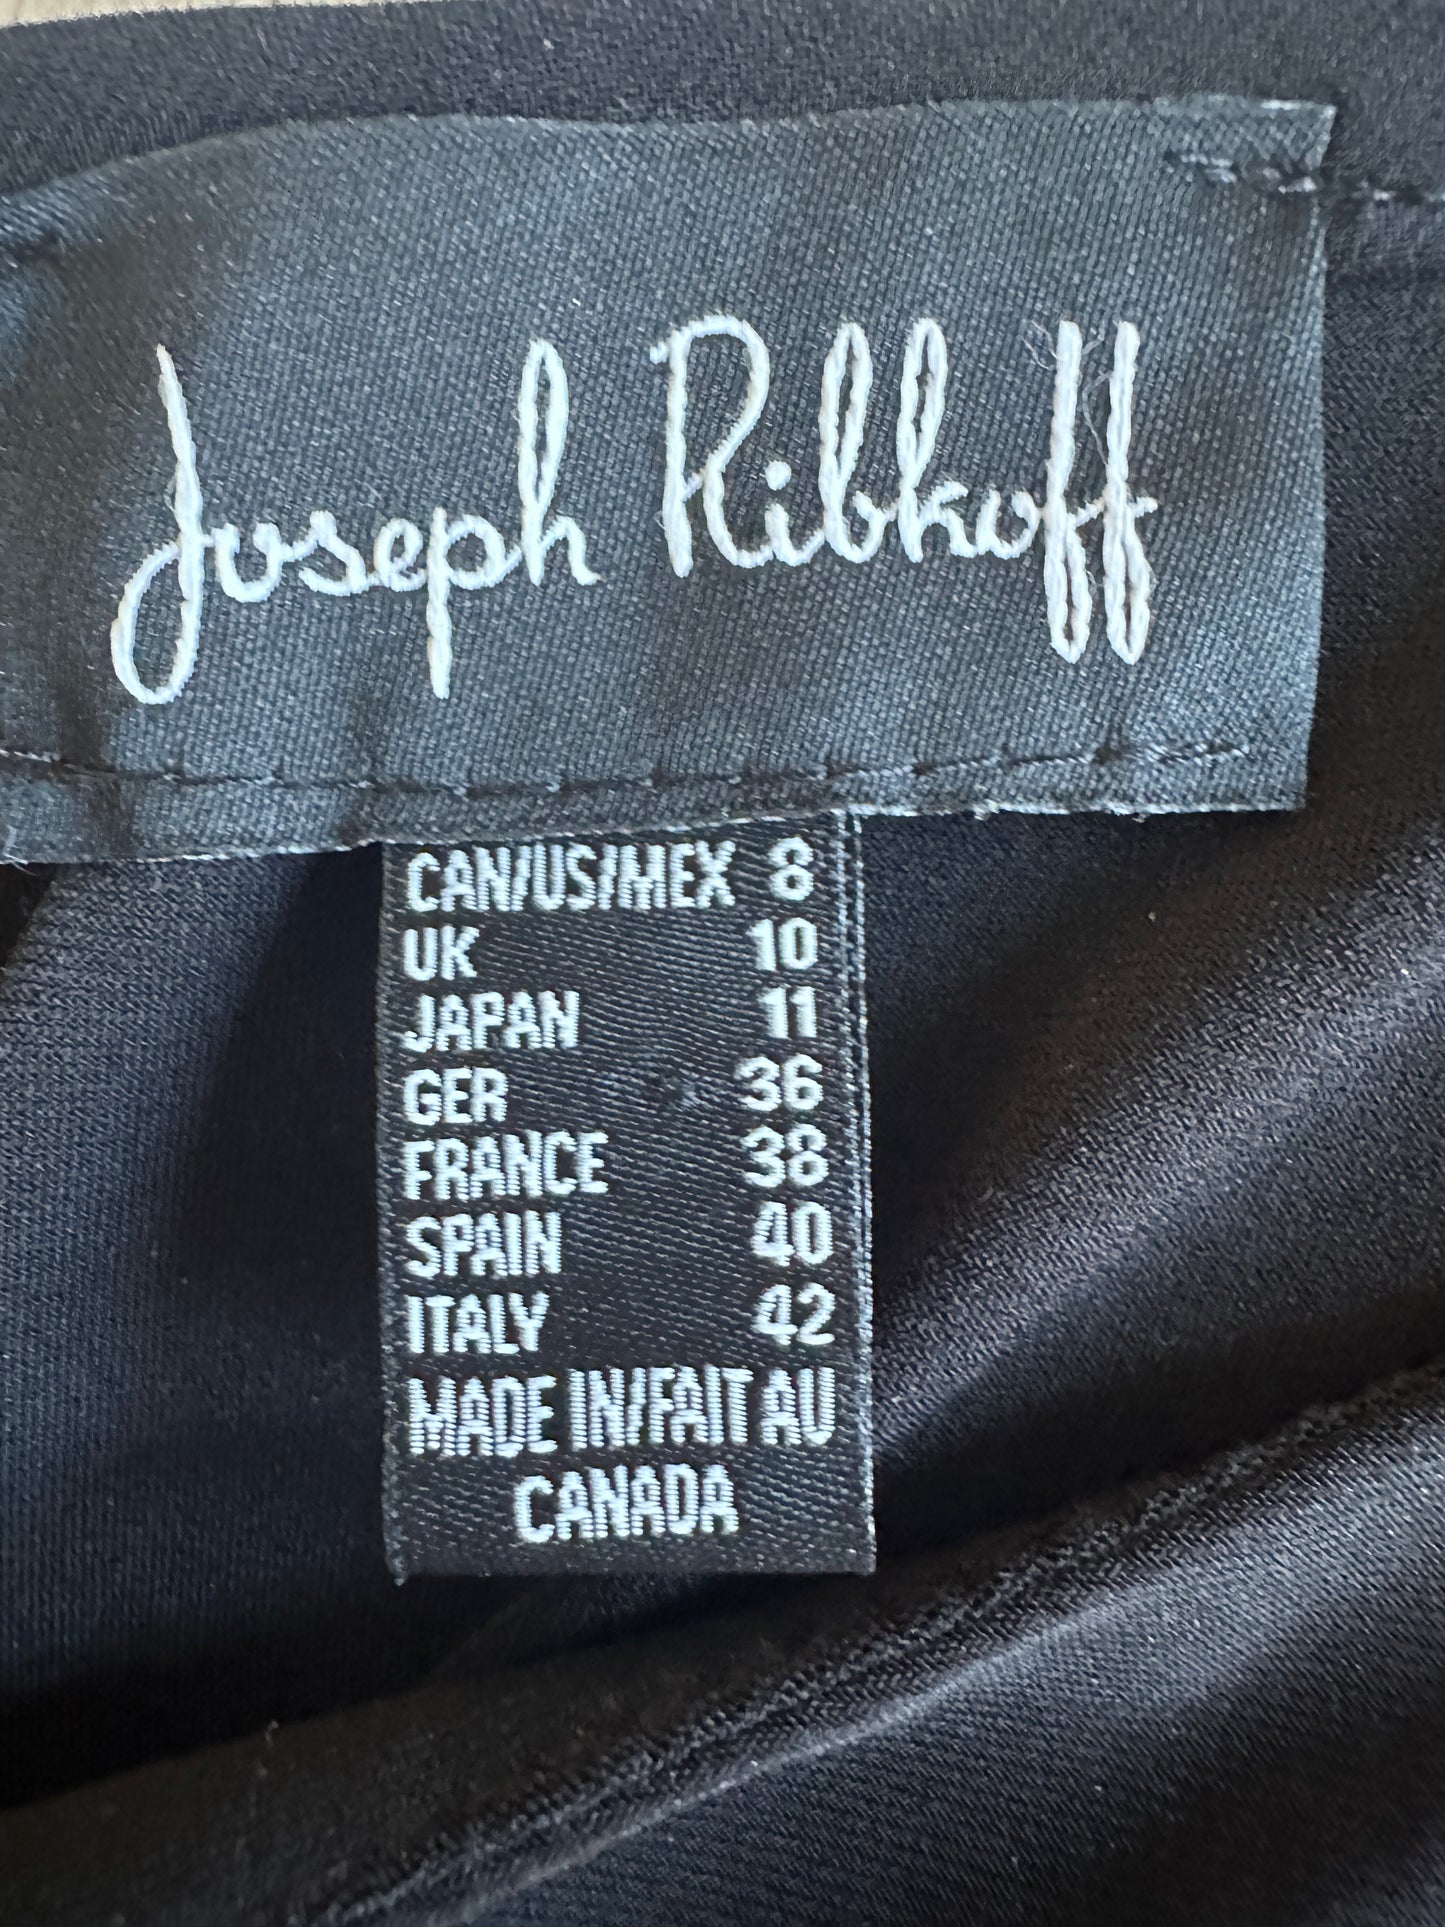 Joseph Ribkoff
CAN/US/MEX 8
UK 10
JAPAN 11
GER 36
FRANCE 38
SPAIN 40
ITALY 42
MADE IN/FAIT AU
CANADA